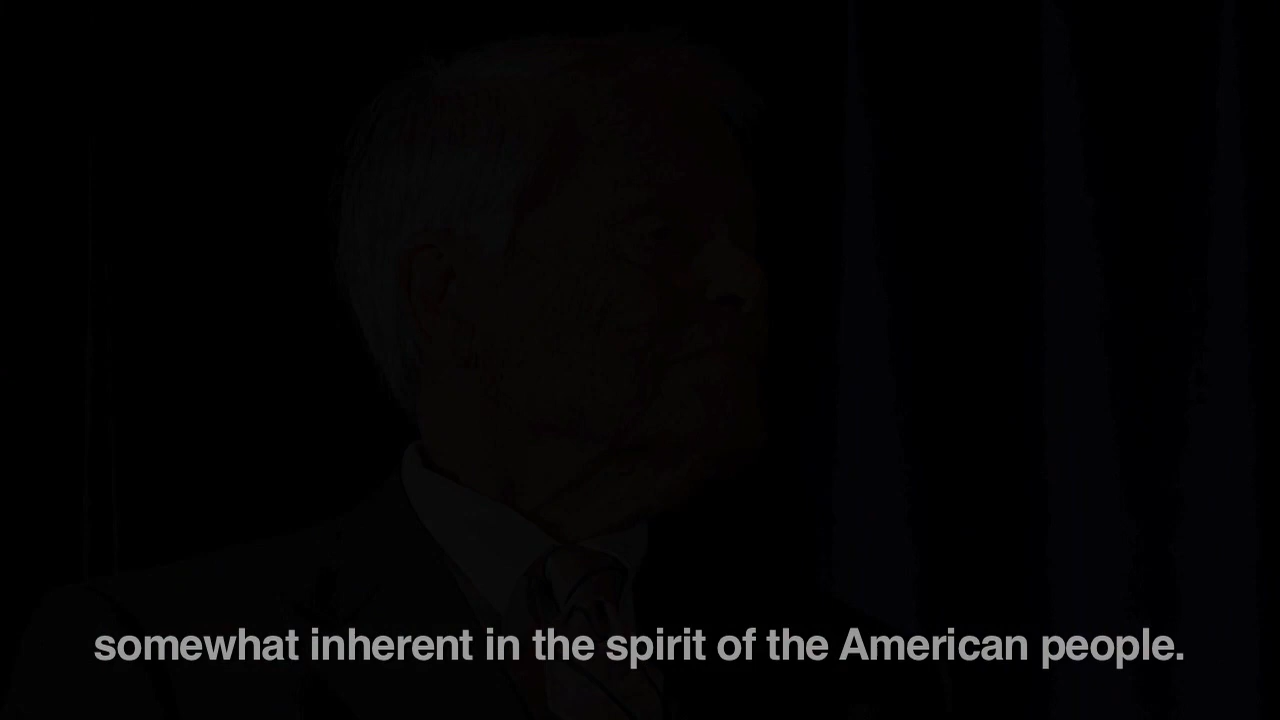 somewhat inherent in the spirit of the American people.